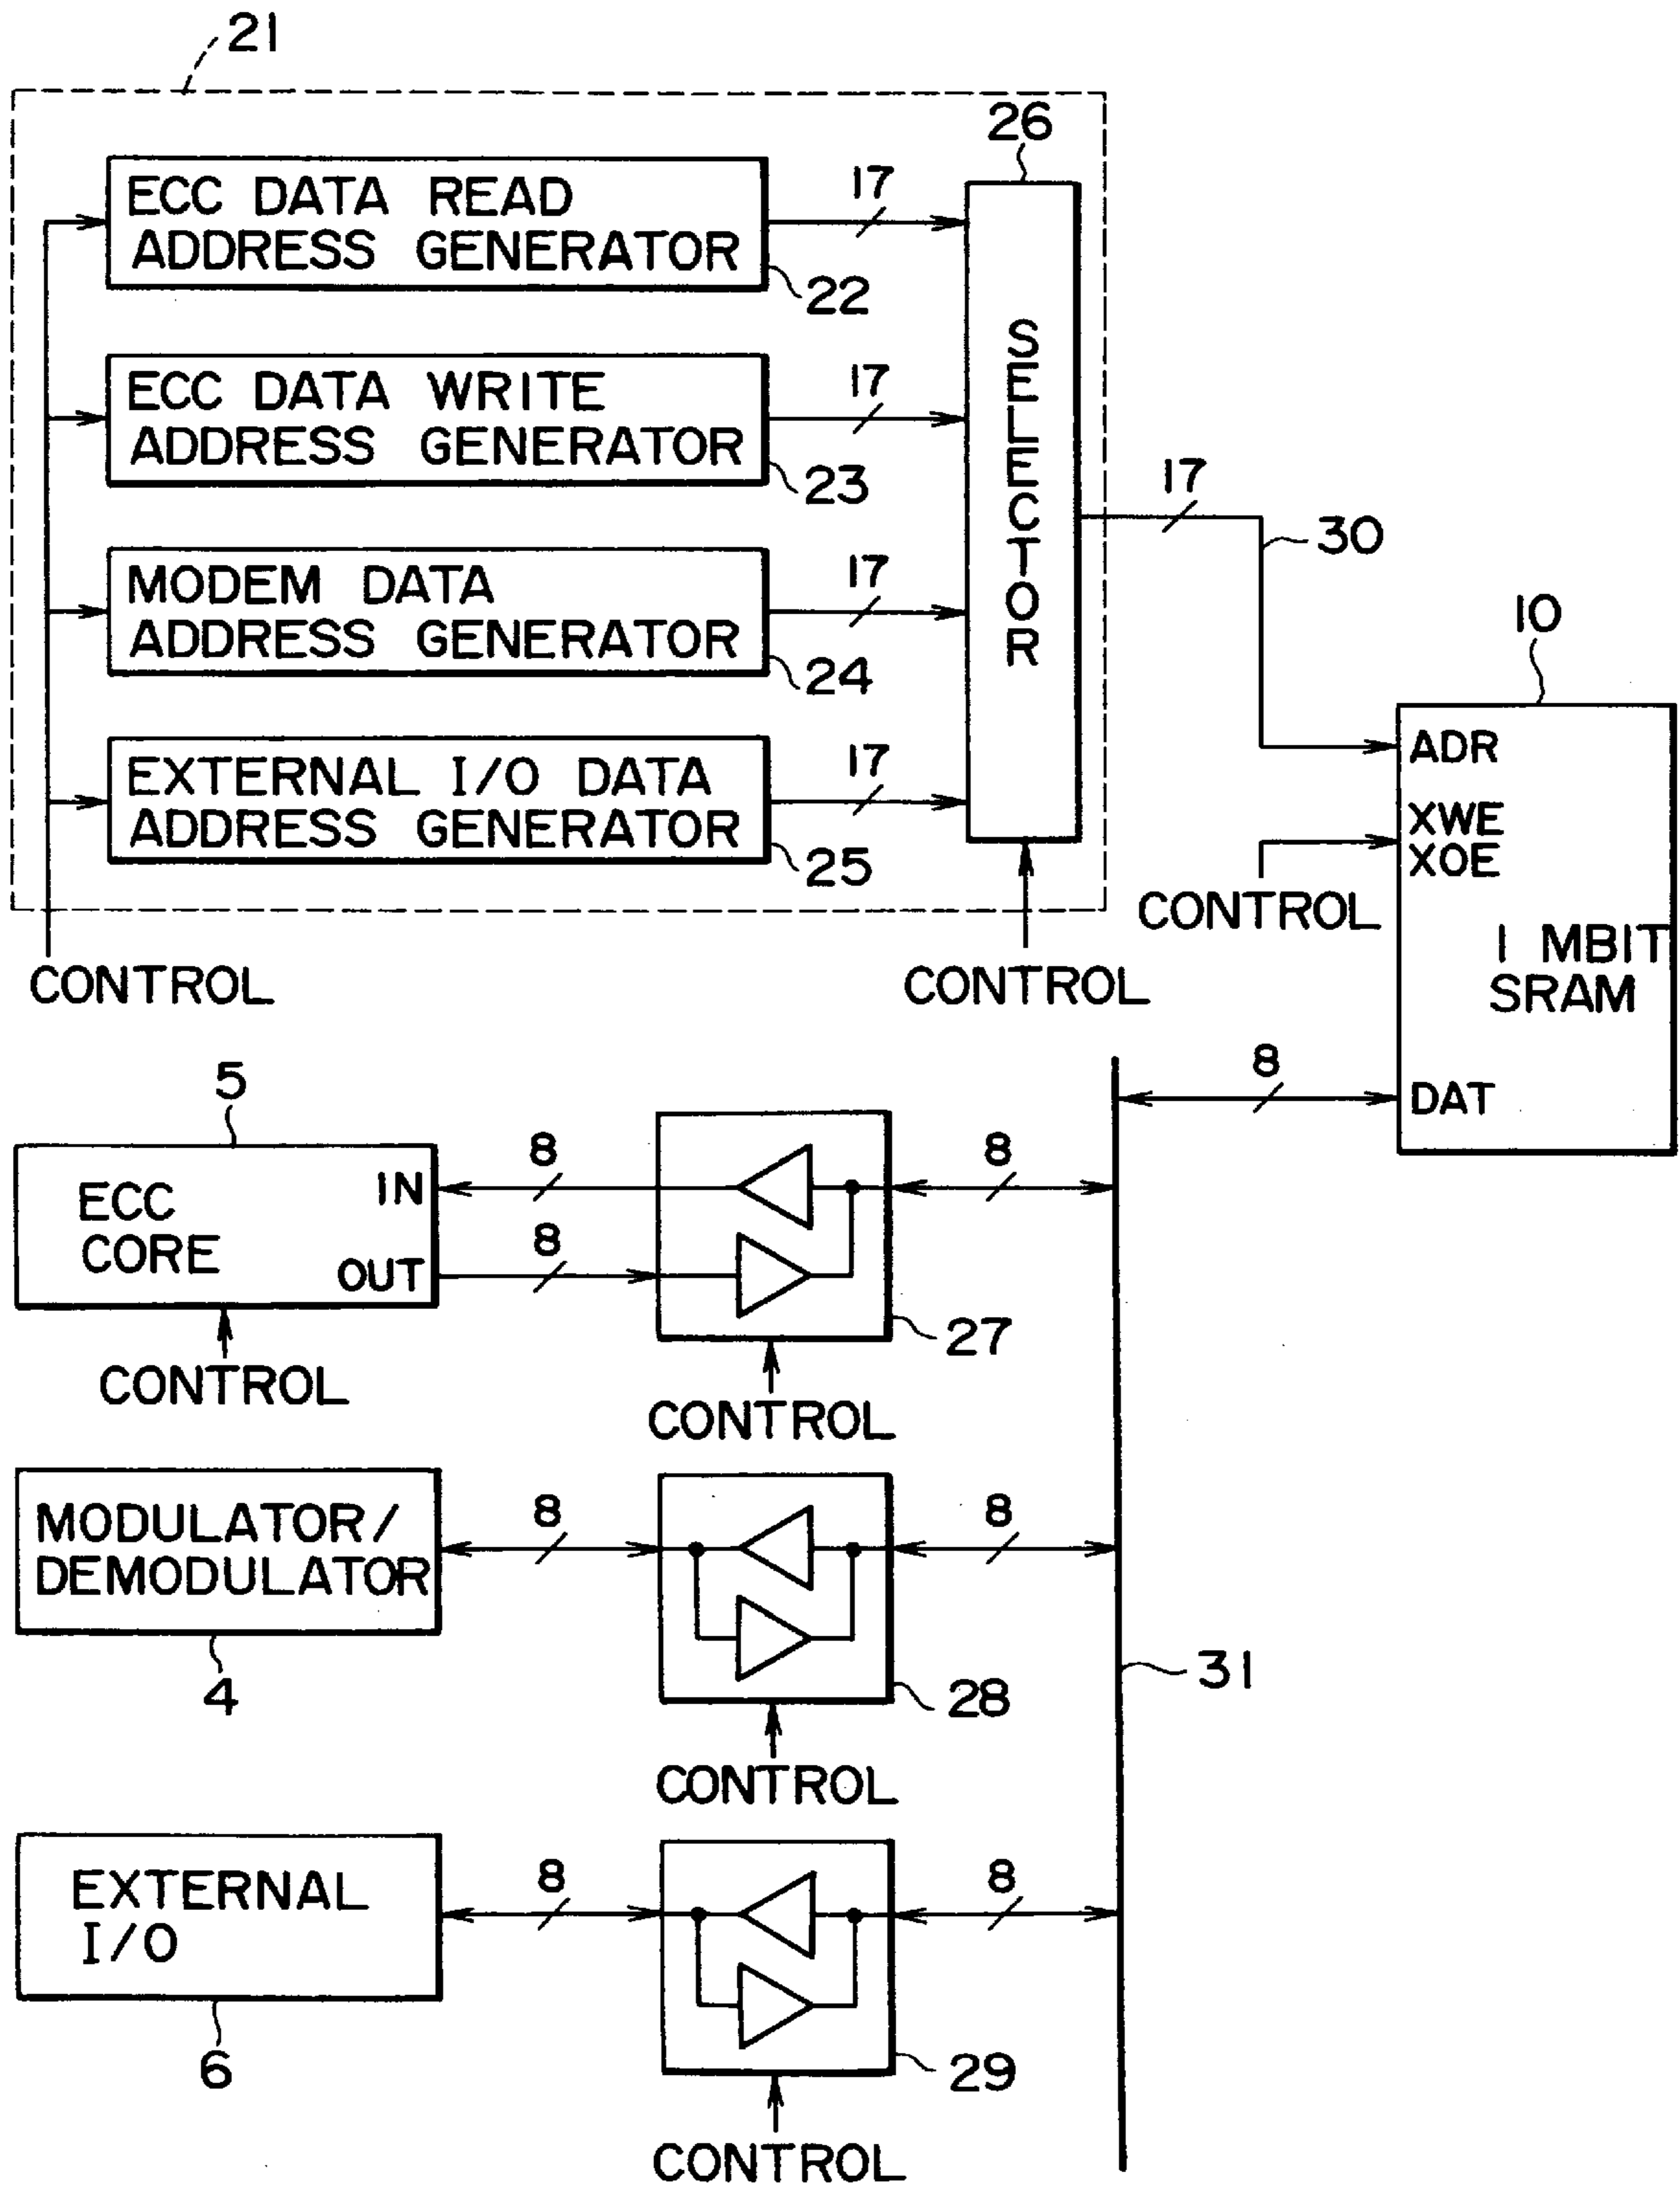 21
26
ECC DATA READ
ADDRESS GENERATOR
17
22
ECC DATA WRITE
ADDRESS GENERATOR
17
23
MODEM DATA
ADDRESS GENERATOR
17
24
EXTERNAL I/O DATA
ADDRESS GENERATOR
17
25
SELECTOR
17
30
10
ADR
XWE
XOE
CONTROL
1 MBIT
SRAM
DAT
CONTROL
CONTROL
8
5
ECC
CORE
IN
OUT
8
8
8
27
CONTROL
CONTROL
MODULATOR/
DEMODULATOR
8
8
4
28
31
CONTROL
EXTERNAL
I/O
8
8
6
29
CONTROL